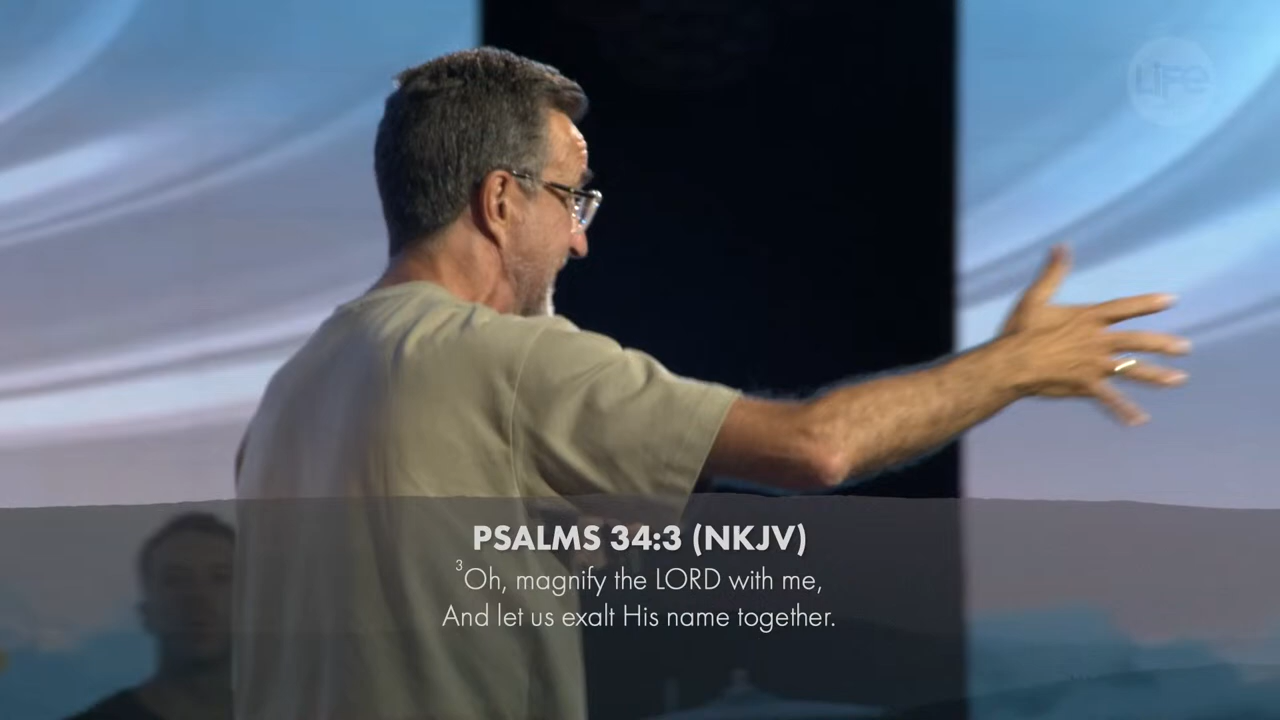 LIFE
PSALMS 34:3 (NKJV)
3Oh, magnify the LORD with me,
And let us exalt His name together.